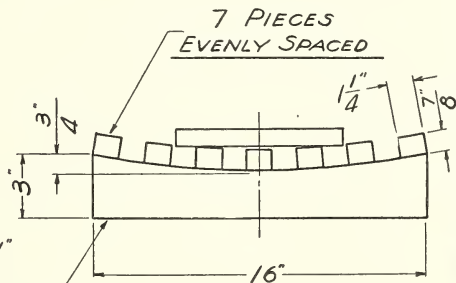 7 PIECES
EVENLY SPACED
1 1/4"
7/8"
3/4"
3"
16"